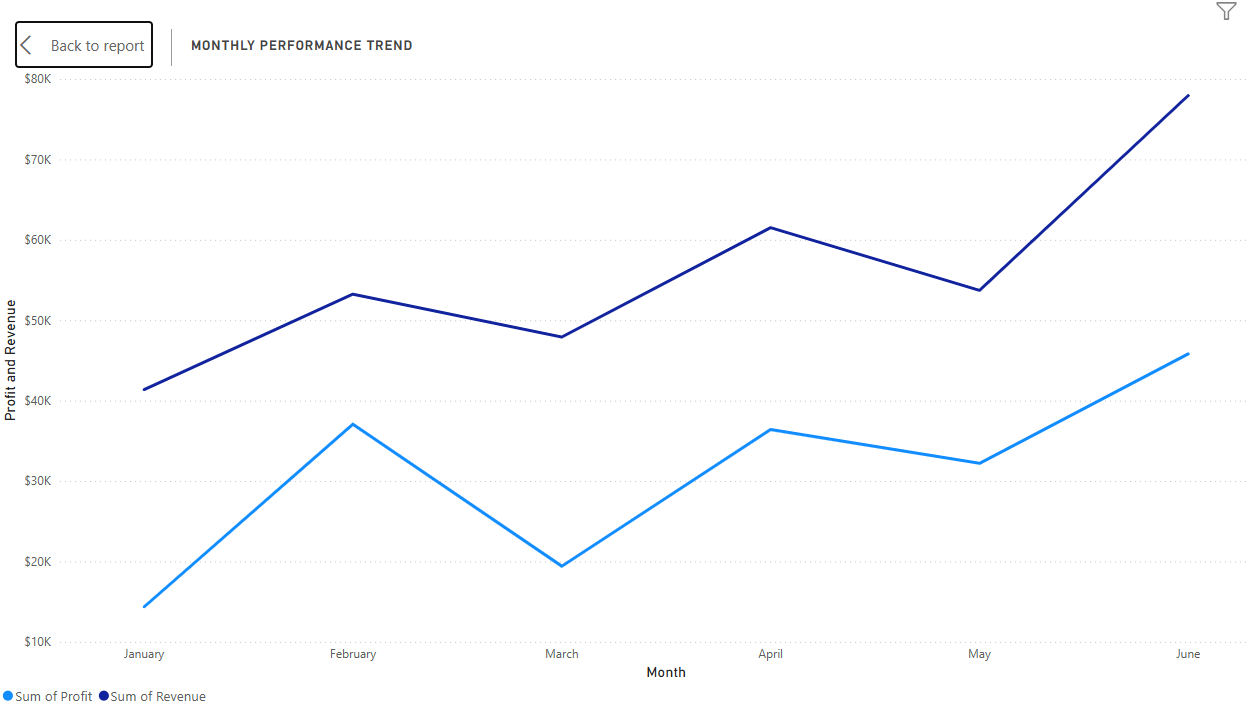 Back to report
MONTHLY PERFORMANCE TREND
$80K
$70K
$60K
$50K
$40K
$30K
$20K
$10K
Profit and Revenue
January February March April May June
Month
Sum of Profit Sum of Revenue